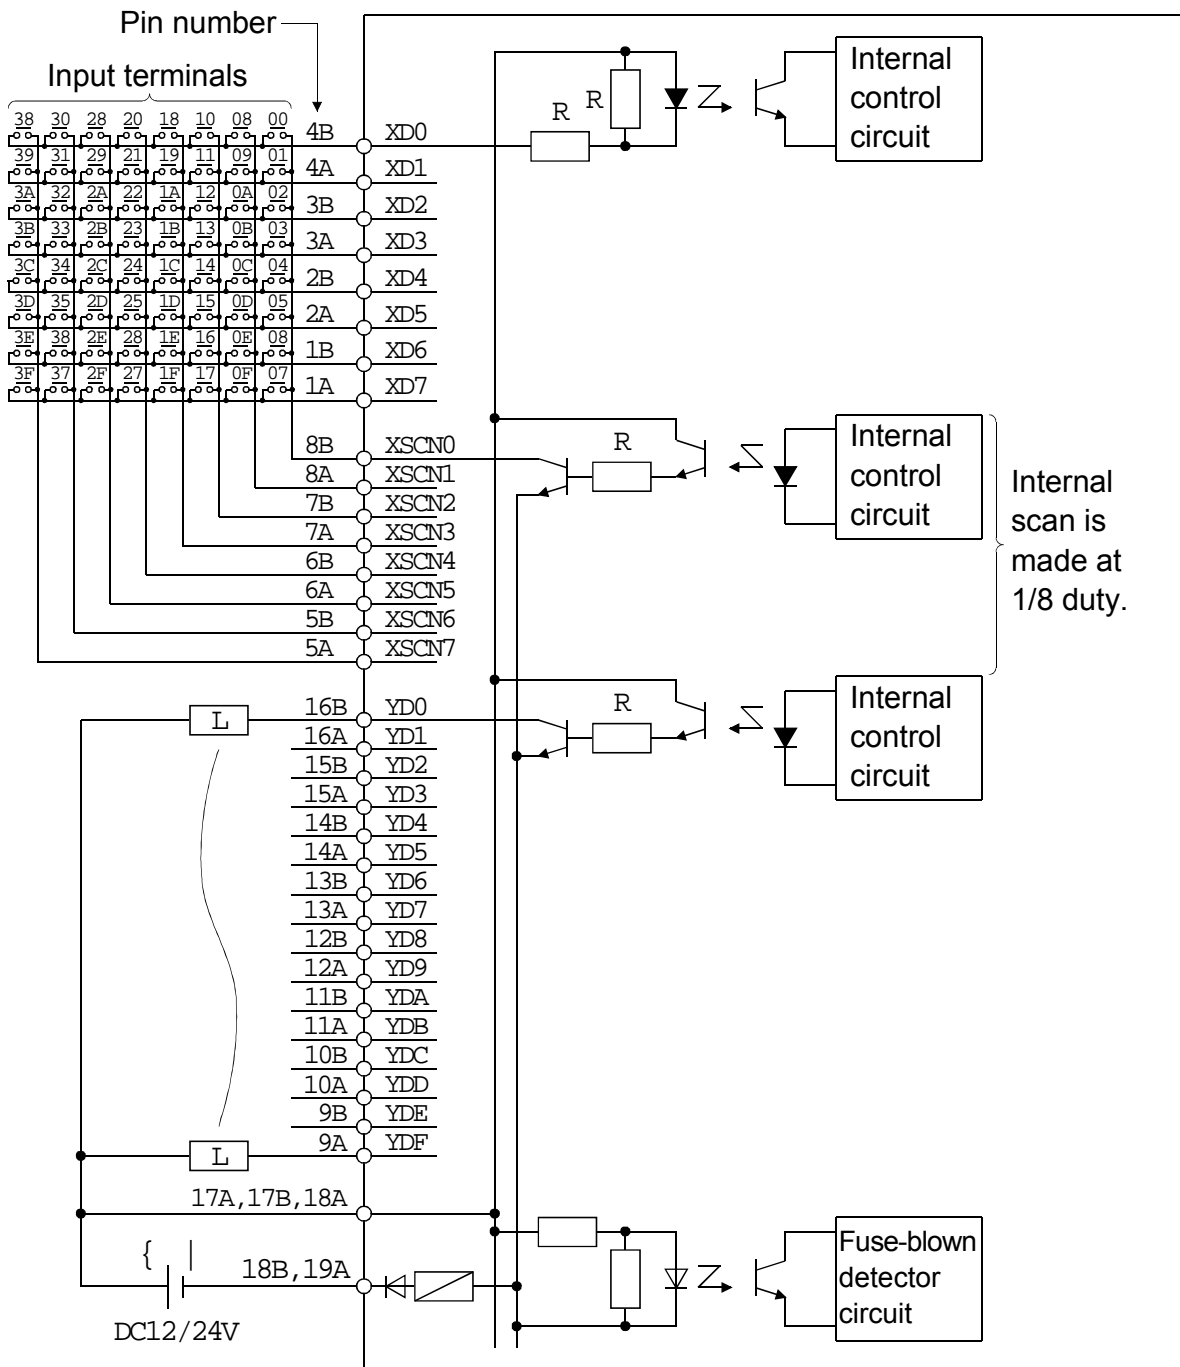 Pin number
Input terminals
38 30 28 20 18 10 08 00
39 31 29 21 19 11 09 01
3A 32 2A 22 1A 12 0A 02
3B 33 2B 23 1B 13 0B 03
3C 34 2C 24 1C 14 0C 04
3D 35 2D 25 1D 15 0D 05
3E 38 2E 28 1E 16 0E 08
3F 37 2F 27 1F 17 0F 07
4B XD0
4A XD1
3B XD2
3A XD3
2B XD4
2A XD5
1B XD6
1A XD7
R
R
Internal
control
circuit
8B XSCN0
8A XSCN1
7B XSCN2
7A XSCN3
6B XSCN4
6A XSCN5
5B XSCN6
5A XSCN7
R
Internal
control
circuit
Internal
scan is
made at
1/8 duty.
L
16B YD0
16A YD1
15B YD2
15A YD3
14B YD4
14A YD5
13B YD6
13A YD7
12B YD8
12A YD9
11B YDA
11A YDB
10B YDC
10A YDD
9B YDE
9A YDF
L
R
Internal
control
circuit
17A,17B,18A
{ |
18B,19A
DC12/24V
Fuse-blown
detector
circuit